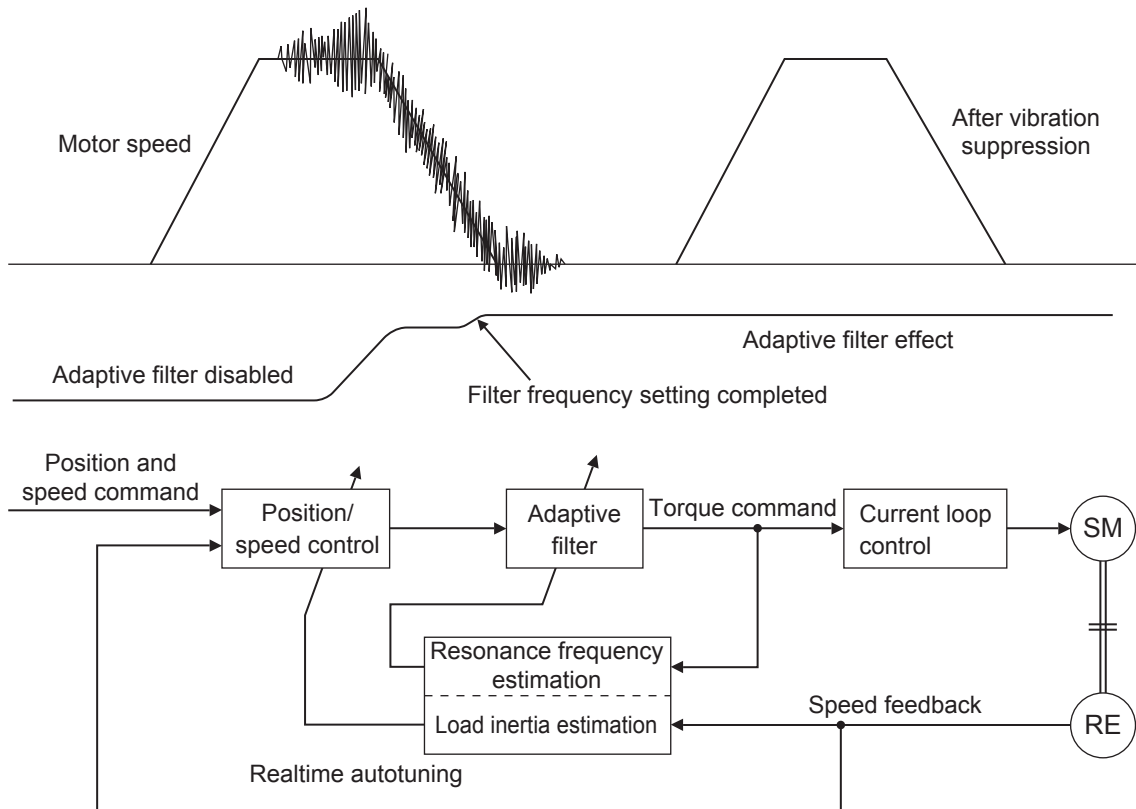 Motor speed
After vibration
suppression
Adaptive filter effect
Adaptive filter disabled
Filter frequency setting completed
Position and
speed command
Position/
speed control
Adaptive
filter
Torque command
Current loop
control
SM
Resonance frequency
estimation
Load inertia estimation
Speed feedback
RE
Realtime autotuning